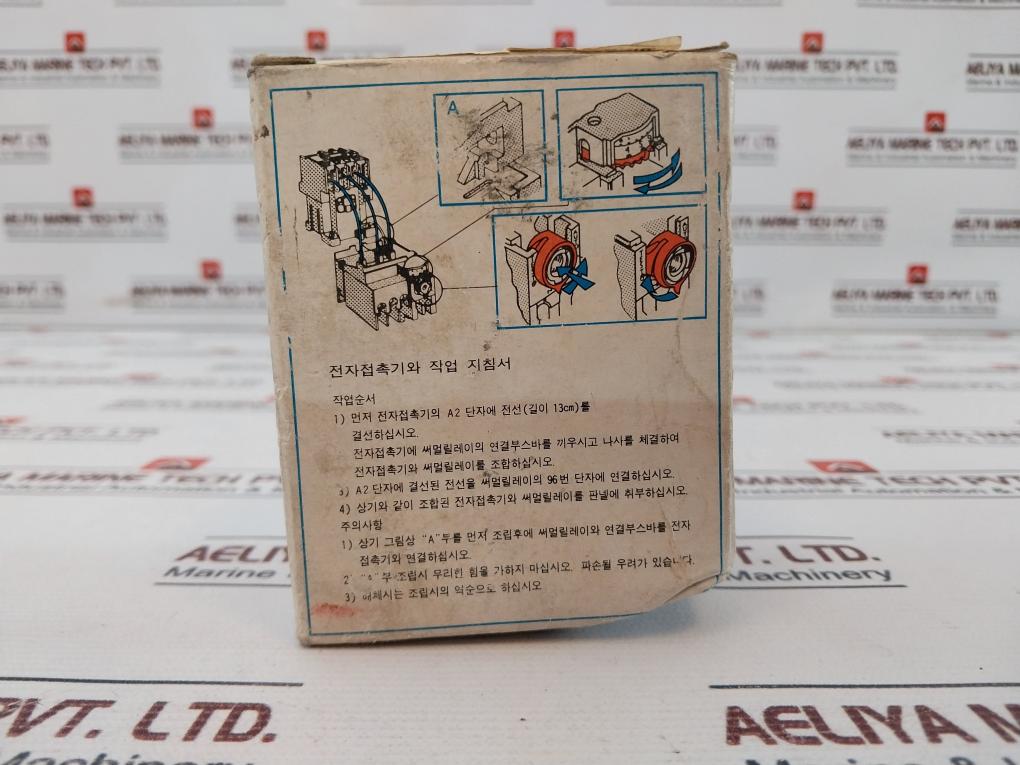 AELIYA MARINE TECH PVT. LTD.
A
전자접촉기와 작업 지침서
작업순서
1) 먼저 전자접촉기의 A2 단자에 전선(길이 13cm)를
결선하십시오.
전자접촉기에 써멀릴레이의 연결부스바를 끼우시고 나사를 체결하여
전자접촉기와 써멀릴레이를 조합하십시오.
3) A2 단자에 결선된 전선을 써멀릴레이의 96번 단자에 연결하십시오.
4) 상기와 같이 조합된 전자접촉기와 써멀릴레이를 판넬에 취부하십시오.
주의사항
1) 상기 그림상 "A"부를 먼저 조립후에 써멀릴레이와 연결부스바를 전자
접촉기와 연결하십시오.
2) "A"부 조립시 무리한 힘을 가하지 마십시오. 파손될 우려가 있습니다.
3) 해체시는 조립시의 역순으로 하십시오
AELIYA
Marine
Machinery
PVT. LTD.
AELIYA M